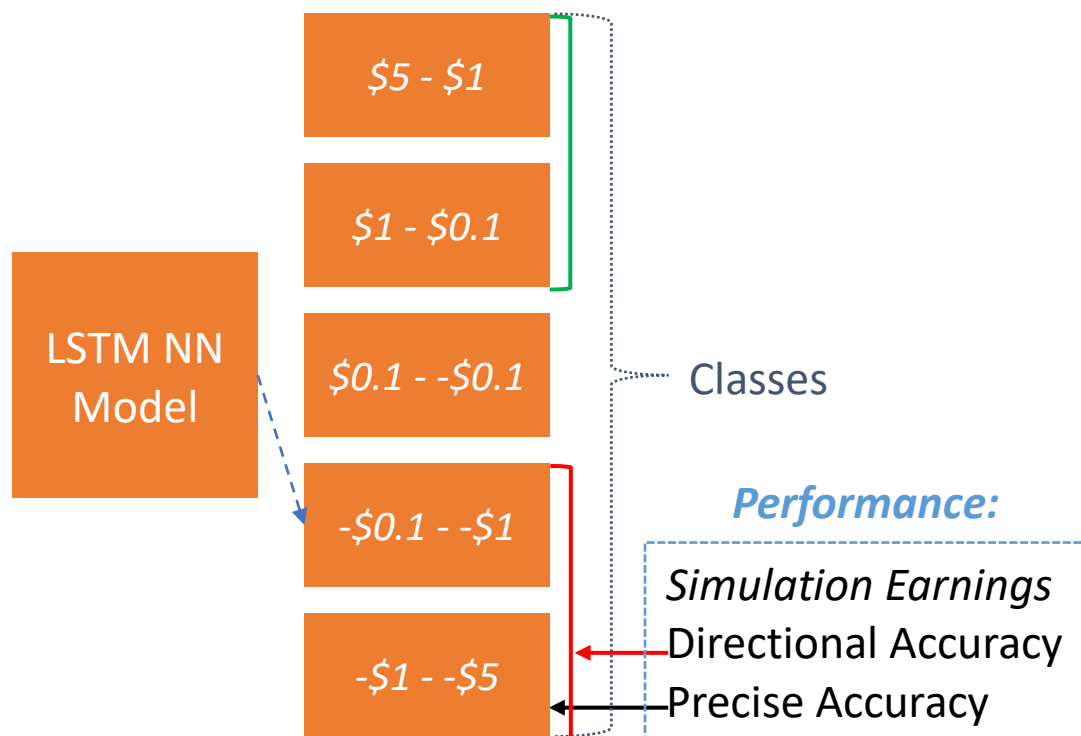 $5 - $1
$1 - $0.1
LSTM NN
Model
$0.1 - -$0.1
Classes
-$0.1 - -$1
-$1 - -$5
Performance:
Simulation Earnings
Directional Accuracy
Precise Accuracy